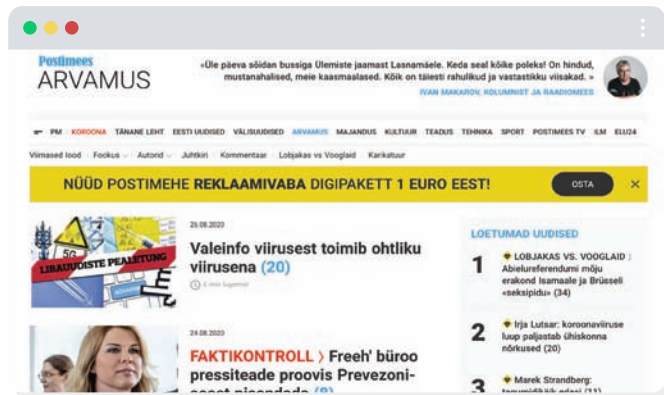 Postimees
ARVAMUS
«Üle päeva sõidan bussiga Ülemiste jaamast Lasnamäele. Keda seal kõike poleks! On hindud,
mustanahalised, meie kaasmaalased. Kõik on täiesti rahulikud ja vastastikku viisakad. »
IVAN MAKAROV, KOLUMNIST JA RAADIOMEES
PM KOROONA TÄNANE LEHT EESTI UUDISED VÄLISUUDISED ARVAMUS MAJANDUS KULTUUR TEADUS TEHNIKA SPORT POSTIMEES TV ILM ELU24
Viimased lood Fookus Autorid Juhtkiri Kommentaar Lobjakas vs Vooglaid Karikatuur
NÜÜD POSTIMEHE REKLAAMIVABA DIGIPAKETT 1 EURO EEST!
OSTA ×
5G
LIBAUUDISTE PEALETUNG
26.08.2020
Valeinfo viirusest toimib ohtliku
viirusena (20)
6 min lugemist
24.08.2020
FAKTIKONTROLL 〉 Freeh' büroo
pressiteade proovis Prevezoni-
LOETUMAD UUDISED
1 LOBJAKAS VS. VOOGLAID 〉
Abielureferendumi mõju
erakond Isamaale ja Brüsseli
«seksipidu» (34)
2 Irja Lutsar: koroonaviiruse
luup paljastab ühiskonna
nõrkused (20)
3 Marek Strandberg: